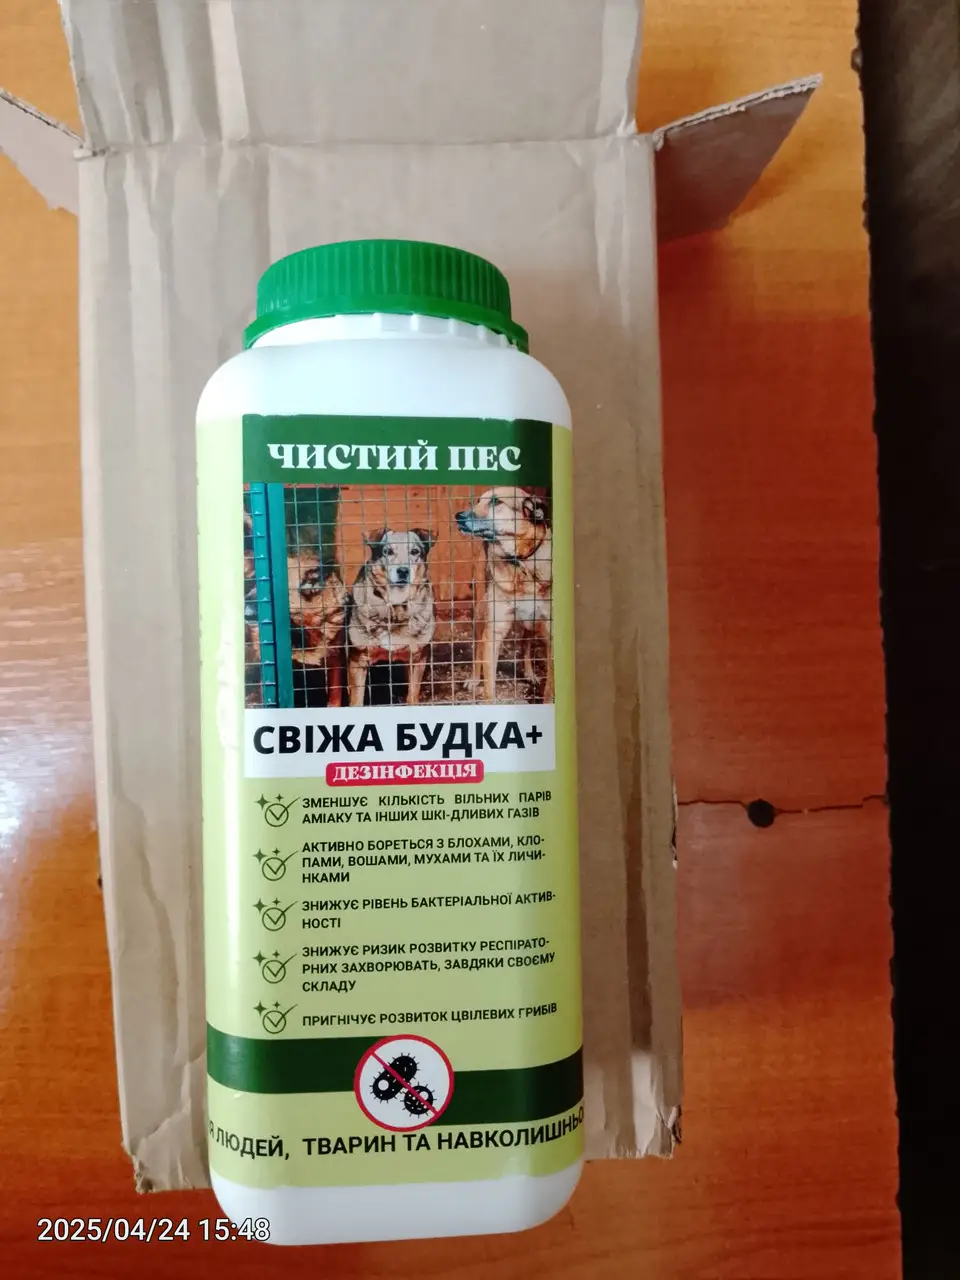 ЧИСТИЙ ПЕС
СВІЖА БУДКА+
ДЕЗІНФЕКЦІЯ
ЗМЕНШУЄ КІЛЬКІСТЬ ВІЛЬНИХ ПАРІВ
АМІАКУ ТА ІНШИХ ШКІ-ДЛИВИХ ГАЗІВ
АКТИВНО БОРЕТЬСЯ З БЛОХАМИ, КЛО-
ПАМИ, ВОШАМИ, МУХАМИ ТА ЇХ ЛИЧИ-
НКАМИ
ЗНИЖУЄ РІВЕНЬ БАКТЕРІАЛЬНОЇ АКТИВ-
НОСТІ
ЗНИЖУЄ РИЗИК РОЗВИТКУ РЕСПІРАТО-
РНИХ ЗАХВОРЮВАТЬ, ЗАВДЯКИ СВОЄМУ
СКЛАДУ
ПРИГНІЧУЄ РОЗВИТОК ЦВІЛЕВИХ ГРИБІВ
Я ЛЮДЕЙ, ТВАРИН ТА НАВКОЛИШНЬО
2025/04/24 15:48